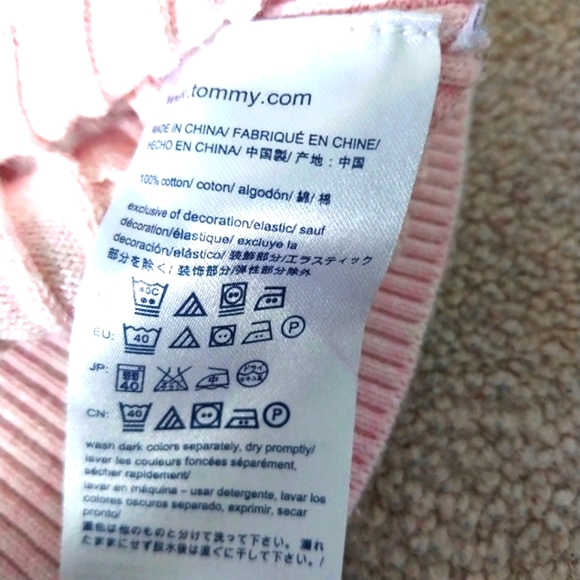 www.tommy.com
MADE IN CHINA/ FABRIQUÉ EN CHINE/
HECHO EN CHINA/ 中国製/ 产地：中国
100% cotton/ coton/ algodón/ 綿/ 棉
exclusive of decoration/elastic/ sauf
décoration/élastique/ excluye la
decoración/elástico/ 装飾部分/エラスティック
部分を除く/ 装饰部分/弹性部分除外
40C
EU: 40 P
JP: 40 中 ドライ
CN: 40 P
wash dark colors separately, dry promptly/
laver les couleurs foncées séparément,
sécher rapidement/
lavar en máquina – usar detergente, lavar los
colores oscuros separado, exprimir, secar
pronto/
濃色は他のものと分けて洗って下さい。濡れ
たままにせず脱水後は直ぐに干して下さい。